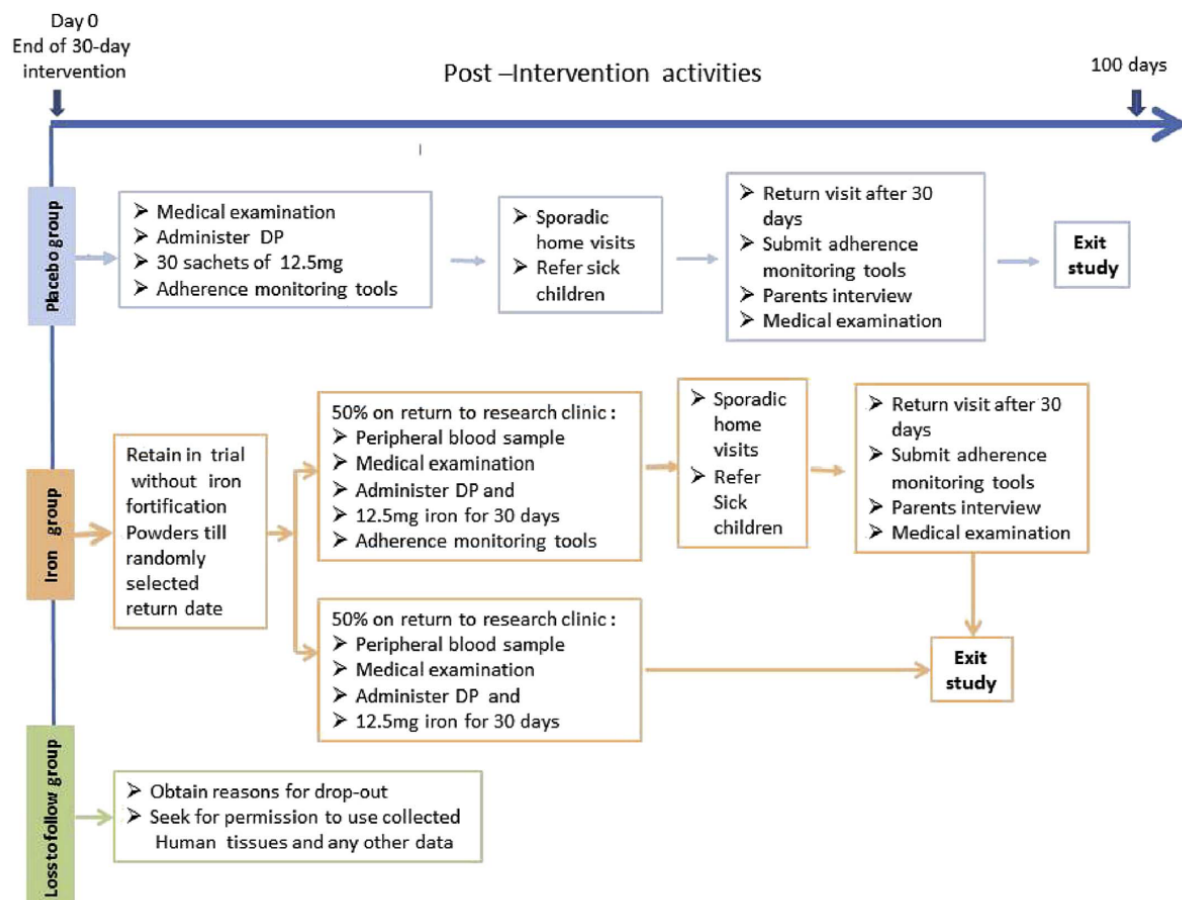 Day 0
End of 30-day
intervention
Post –Intervention activities
100 days
Placebo group
➢ Medical examination
➢ Administer DP
➢ 30 sachets of 12.5mg
➢ Adherence monitoring tools
➢ Sporadic
home visits
➢ Refer sick
children
➢ Return visit after 30
days
➢ Submit adherence
monitoring tools
➢ Parents interview
➢ Medical examination
Exit
study
Iron group
Retain in trial
without iron
fortification
Powders till
randomly
selected
return date
50% on return to research clinic :
➢ Peripheral blood sample
➢ Medical examination
➢ Administer DP and
➢ 12.5mg iron for 30 days
➢ Adherence monitoring tools
➢ Sporadic
home
visits
➢ Refer
Sick
children
➢ Return visit after 30
days
➢ Submit adherence
monitoring tools
➢ Parents interview
➢ Medical examination
50% on return to research clinic :
➢ Peripheral blood sample
➢ Medical examination
➢ Administer DP and
➢ 12.5mg iron for 30 days
Exit
study
Loss to follow group
➢ Obtain reasons for drop-out
➢ Seek for permission to use collected
Human tissues and any other data